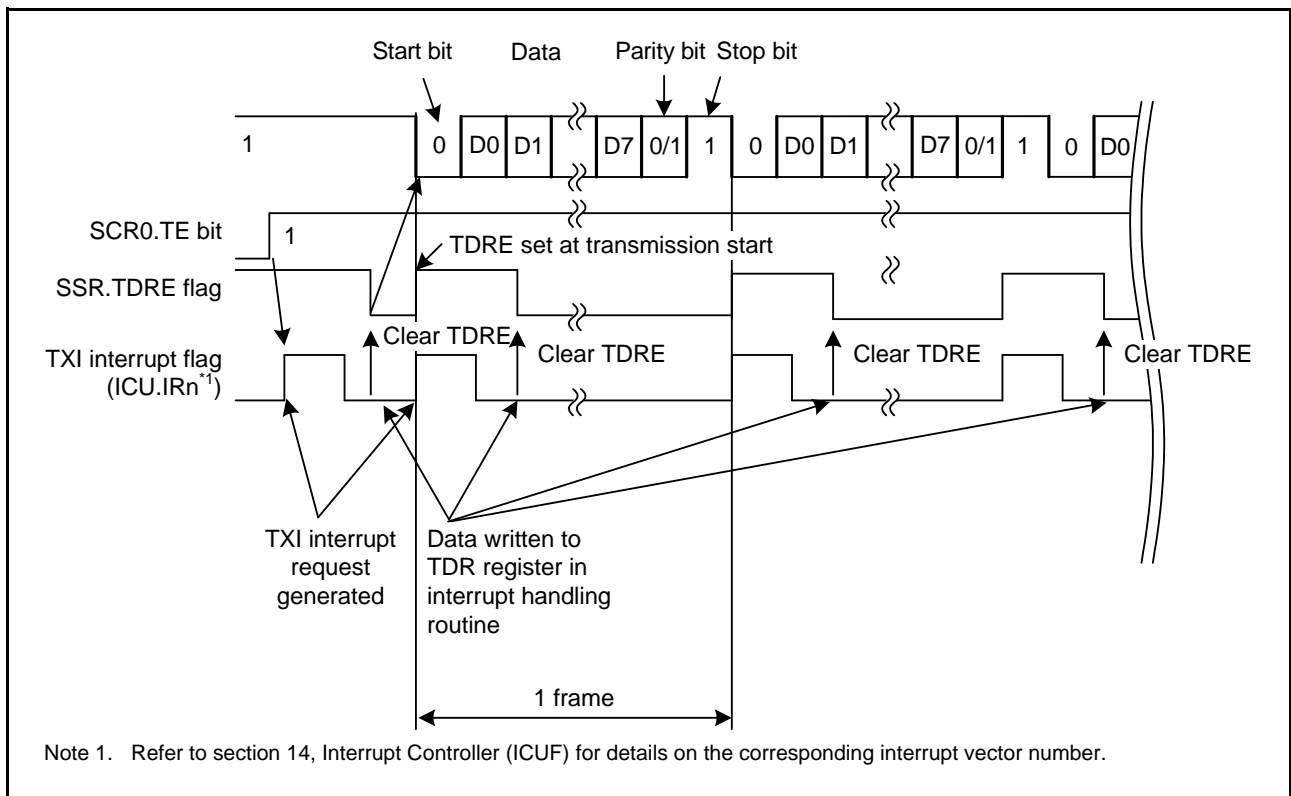 Start bit Data Parity bit Stop bit
1 0 D0 D1 D7 0/1 1 0 D0 D1 D7 0/1 1 0 D0
SCR0.TE bit 1
TDRE set at transmission start
SSR.TDRE flag
Clear TDRE
Clear TDRE
Clear TDRE
Clear TDRE
TXI interrupt flag
(ICU.IRn*1)
TXI interrupt
request
generated
Data written to
TDR register in
interrupt handling
routine
1 frame
Note 1. Refer to section 14, Interrupt Controller (ICUF) for details on the corresponding interrupt vector number.